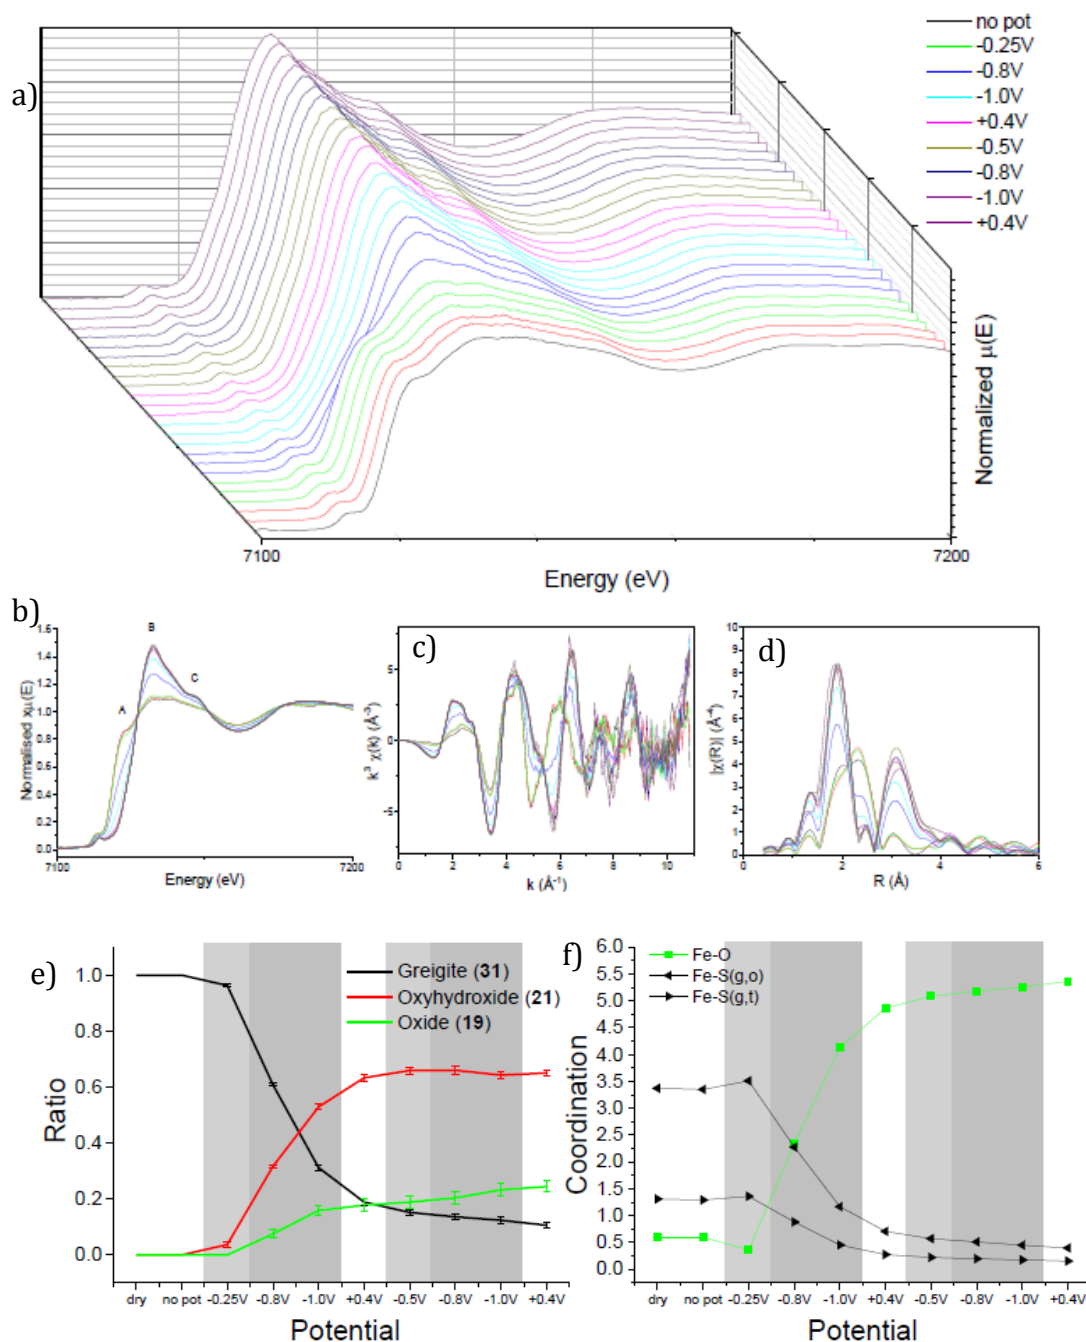 a)
no pot
-0.25V
-0.8V
-1.0V
+0.4V
-0.5V
-0.8V
-1.0V
+0.4V
Normalized μ(E)
7100
7200
Energy (eV)
b)
Normalised xμ(E)
1.6
1.4
1.2
1.0
0.8
0.6
0.4
0.2
0.0
A
B
C
7100
7200
Energy (eV)
c)
k³ χ(k) (Å⁻³)
5
0
-5
0
2
4
6
8
10
k (Å⁻¹)
d)
|χ(R)| (Å⁻⁴)
10
9
8
7
6
5
4
3
2
1
0
0
2
4
6
R (Å)
e)
Greigite (31)
Oxyhydroxide (21)
Oxide (19)
Ratio
1.0
0.8
0.6
0.4
0.2
0.0
dry
no pot
-0.25V
-0.8V
-1.0V
+0.4V
-0.5V
-0.8V
-1.0V
+0.4V
Potential
f)
Fe-O
Fe-S(g,o)
Fe-S(g,t)
Coordination
6.0
5.5
5.0
4.5
4.0
3.5
3.0
2.5
2.0
1.5
1.0
0.5
0.0
dry
no pot
-0.25V
-0.8V
-1.0V
+0.4V
-0.5V
-0.8V
-1.0V
+0.4V
Potential